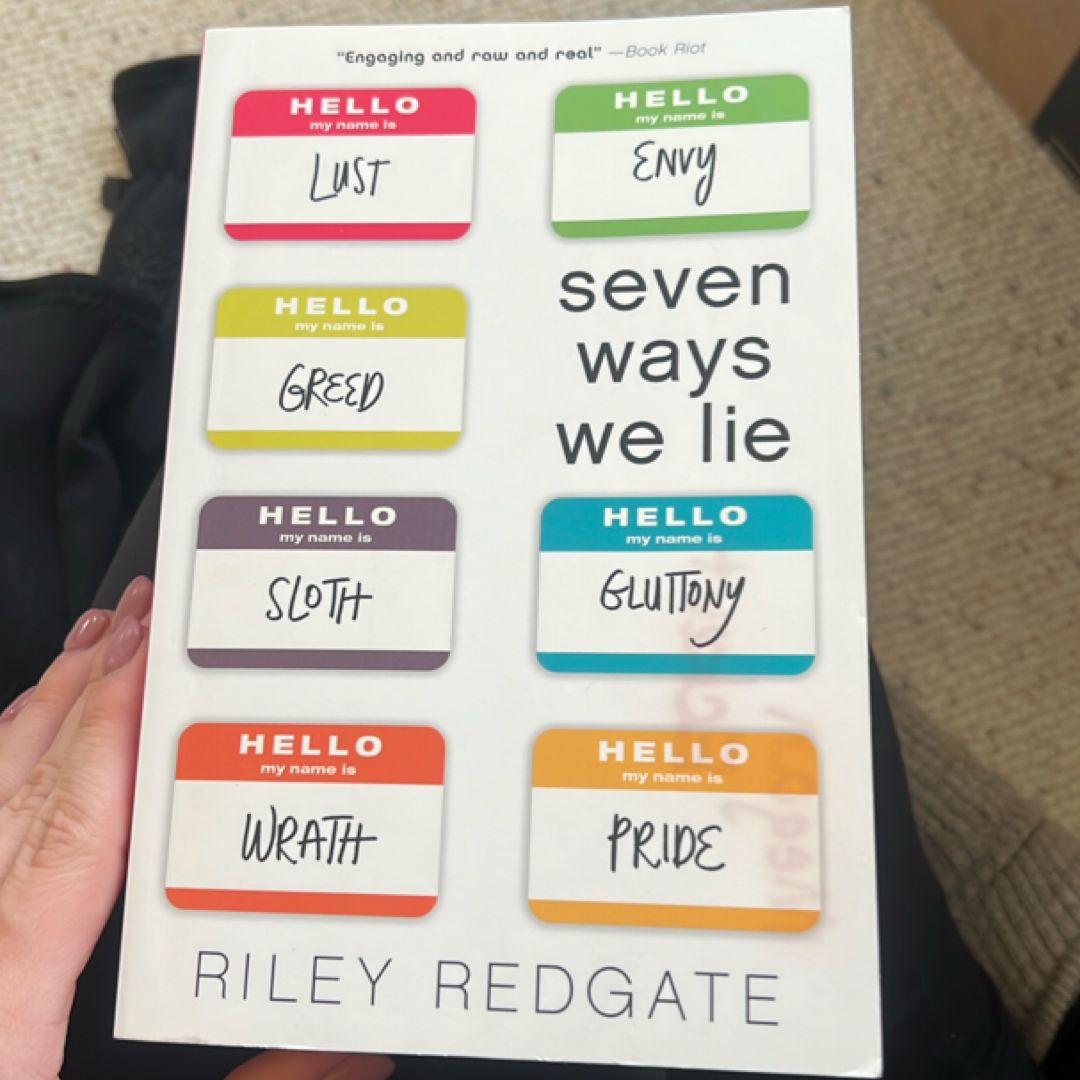 "Engaging and raw and real" —Book Riot
HELLO
my name is
LUST
HELLO
my name is
ENVY
HELLO
my name is
GREED
seven
ways
we lie
HELLO
my name is
SLOTH
HELLO
my name is
GLUTTONY
HELLO
my name is
WRATH
HELLO
my name is
PRIDE
RILEY REDGATE